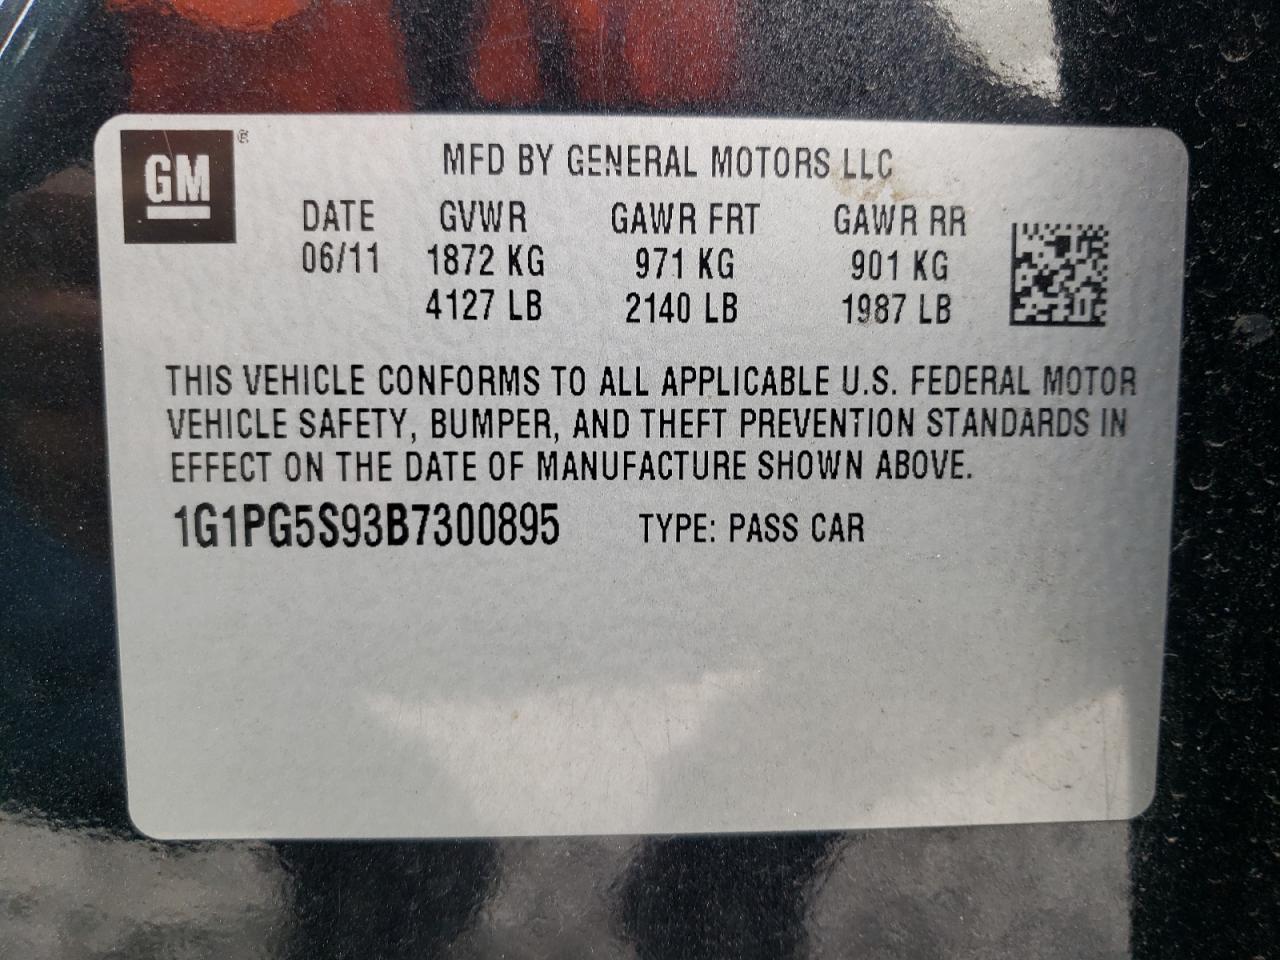 GM ®
MFD BY GENERAL MOTORS LLC
DATE GVWR GAWR FRT GAWR RR
06/11 1872 KG 971 KG 901 KG
4127 LB 2140 LB 1987 LB
THIS VEHICLE CONFORMS TO ALL APPLICABLE U.S. FEDERAL MOTOR
VEHICLE SAFETY, BUMPER, AND THEFT PREVENTION STANDARDS IN
EFFECT ON THE DATE OF MANUFACTURE SHOWN ABOVE.
1G1PG5S93B7300895 TYPE: PASS CAR